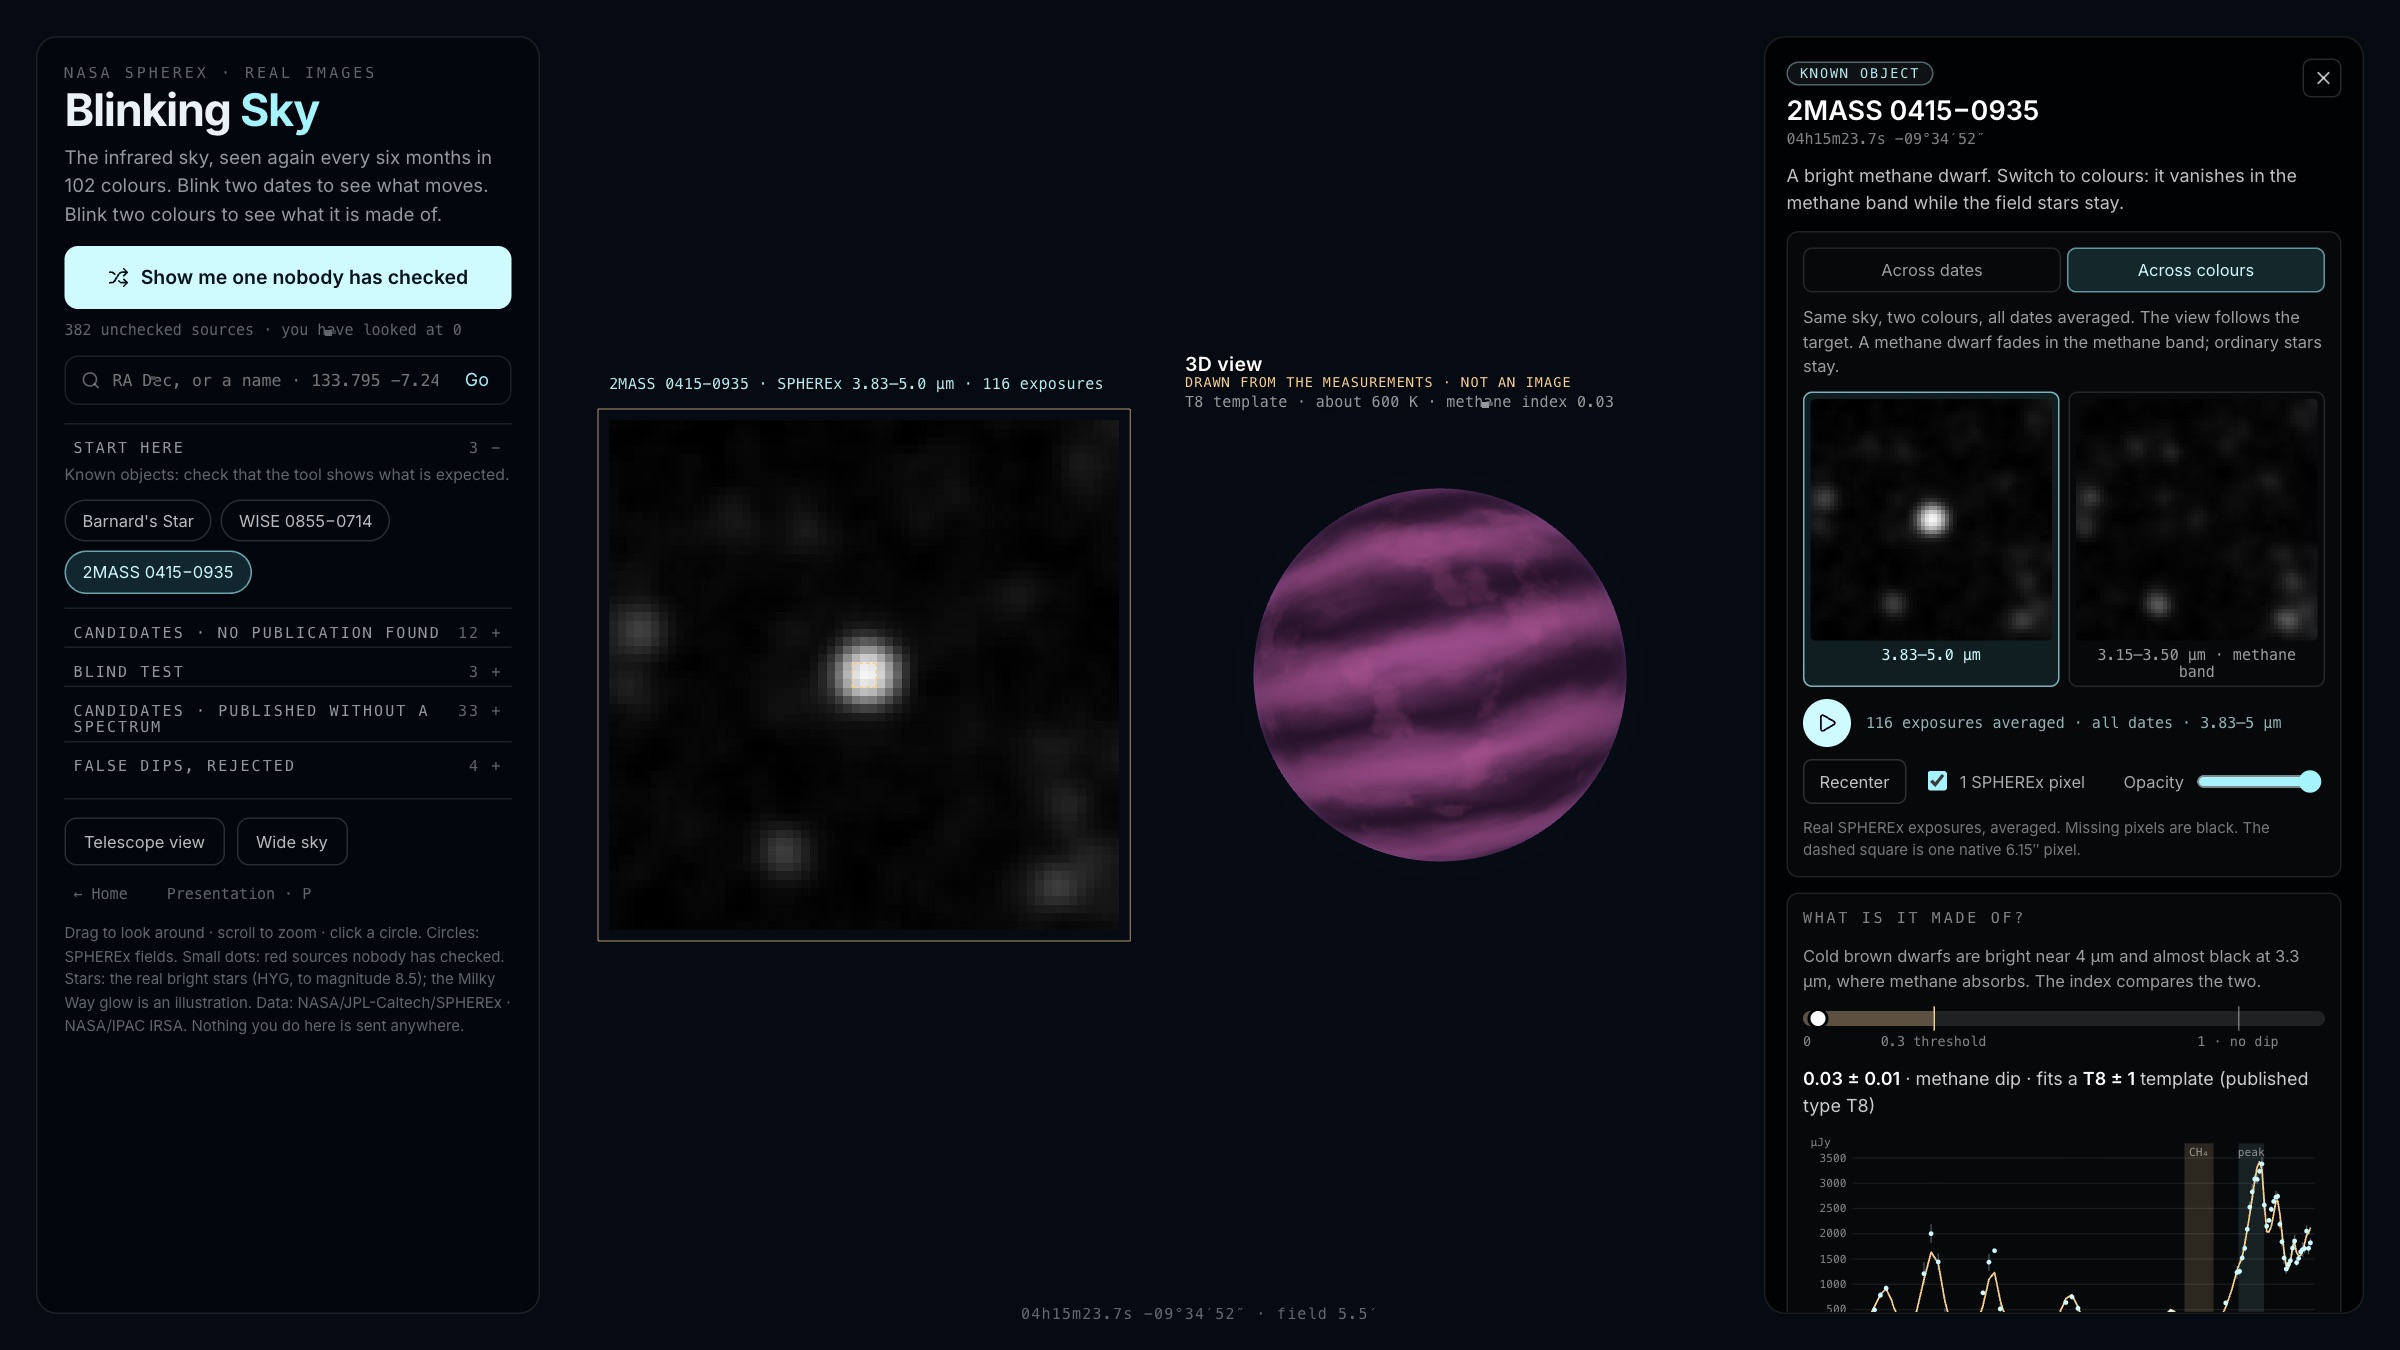 NASA SPHEREX · REAL IMAGES
Blinking Sky
The infrared sky, seen again every six months in
102 colours. Blink two dates to see what moves.
Blink two colours to see what it is made of.
Show me one nobody has checked
382 unchecked sources · you have looked at 0
RA Dec, or a name · 133.795 −7.24
Go
START HERE
3 −
Known objects: check that the tool shows what is expected.
Barnard's Star
WISE 0855−0714
2MASS 0415−0935
CANDIDATES · NO PUBLICATION FOUND
12 +
BLIND TEST
3 +
CANDIDATES · PUBLISHED WITHOUT A
SPECTRUM
33 +
FALSE DIPS, REJECTED
4 +
Telescope view
Wide sky
← Home
Presentation · P
Drag to look around · scroll to zoom · click a circle. Circles:
SPHEREx fields. Small dots: red sources nobody has checked.
Stars: the real bright stars (HYG, to magnitude 8.5); the Milky
Way glow is an illustration. Data: NASA/JPL-Caltech/SPHEREx ·
NASA/IPAC IRSA. Nothing you do here is sent anywhere.
2MASS 0415−0935 · SPHEREx 3.83–5.0 µm · 116 exposures
3D view
DRAWN FROM THE MEASUREMENTS · NOT AN IMAGE
T8 template · about 600 K · methane index 0.03
04h15m23.7s −09°34′52″ · field 5.5′
KNOWN OBJECT
2MASS 0415−0935
04h15m23.7s −09°34′52″
A bright methane dwarf. Switch to colours: it vanishes in the
methane band while the field stars stay.
Across dates
Across colours
Same sky, two colours, all dates averaged. The view follows the
target. A methane dwarf fades in the methane band; ordinary stars
stay.
3.83–5.0 µm
3.15–3.50 µm · methane
band
116 exposures averaged · all dates · 3.83–5 µm
Recenter
1 SPHEREx pixel
Opacity
Real SPHEREx exposures, averaged. Missing pixels are black. The
dashed square is one native 6.15″ pixel.
WHAT IS IT MADE OF?
Cold brown dwarfs are bright near 4 µm and almost black at 3.3
µm, where methane absorbs. The index compares the two.
0
0.3 threshold
1 · no dip
0.03 ± 0.01 · methane dip · fits a T8 ± 1 template (published
type T8)
µJy
CH₄
peak
3500
3000
2500
2000
1500
1000
500